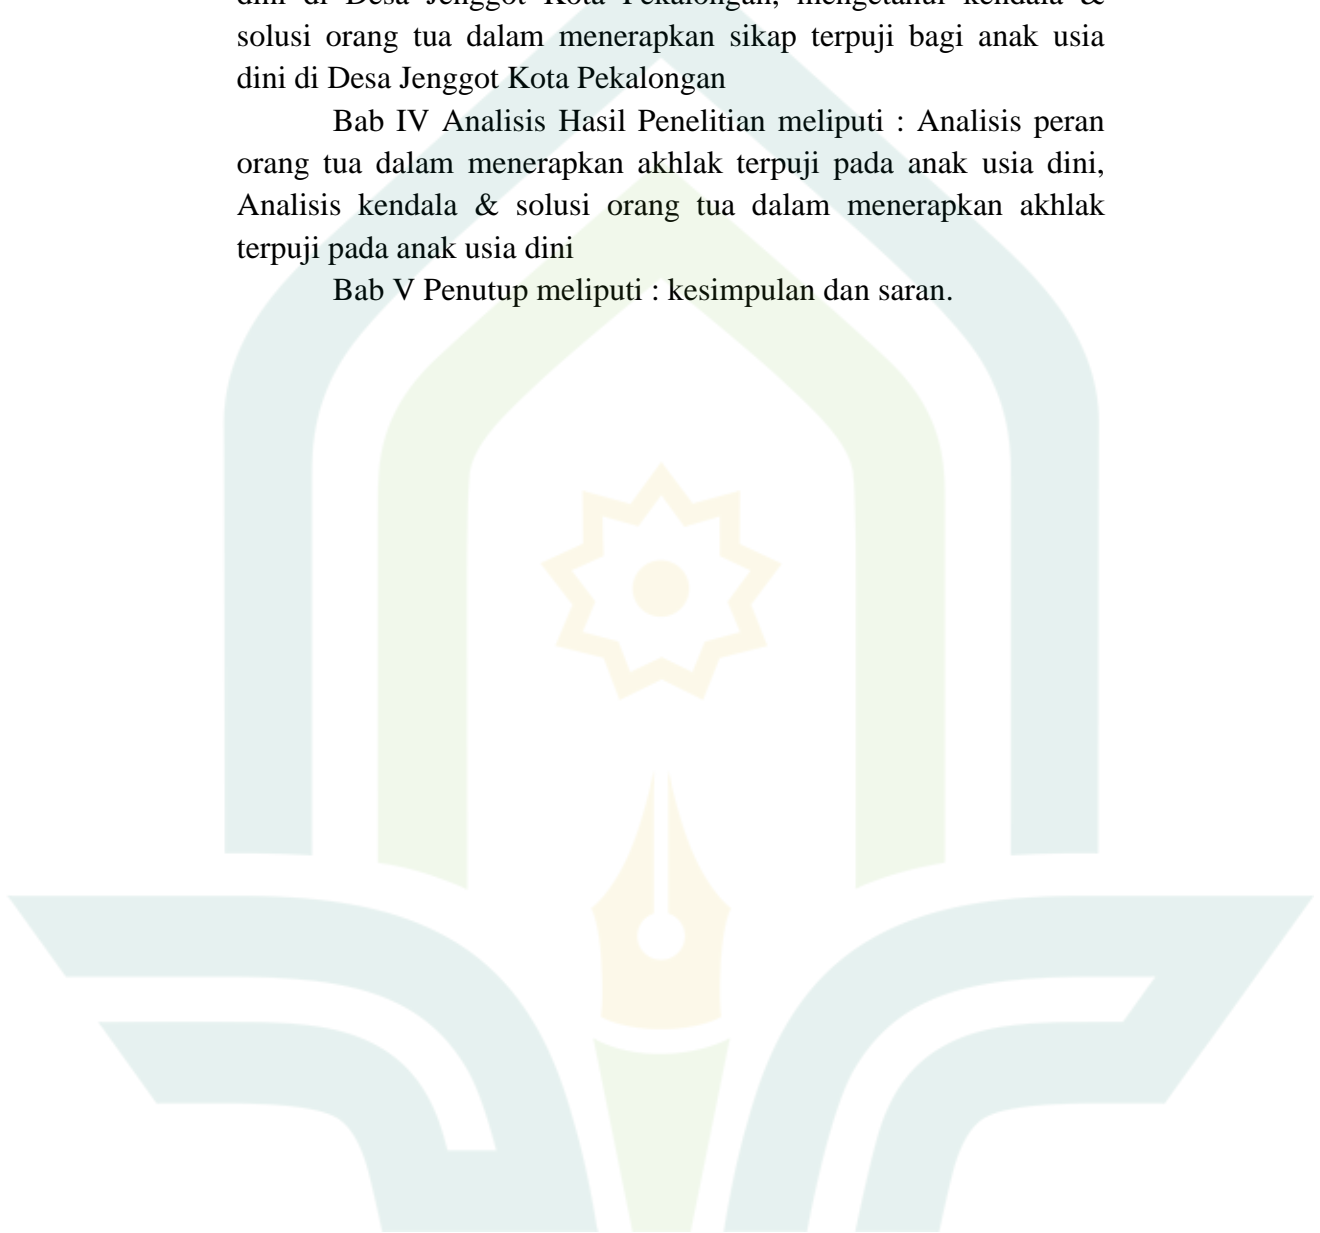 dini di Desa Jenggot Kota Pekalongan, mengetahui kendala &
solusi orang tua dalam menerapkan sikap terpuji bagi anak usia
dini di Desa Jenggot Kota Pekalongan
Bab IV Analisis Hasil Penelitian meliputi : Analisis peran
orang tua dalam menerapkan akhlak terpuji pada anak usia dini,
Analisis kendala & solusi orang tua dalam menerapkan akhlak
terpuji pada anak usia dini
Bab V Penutup meliputi : kesimpulan dan saran.